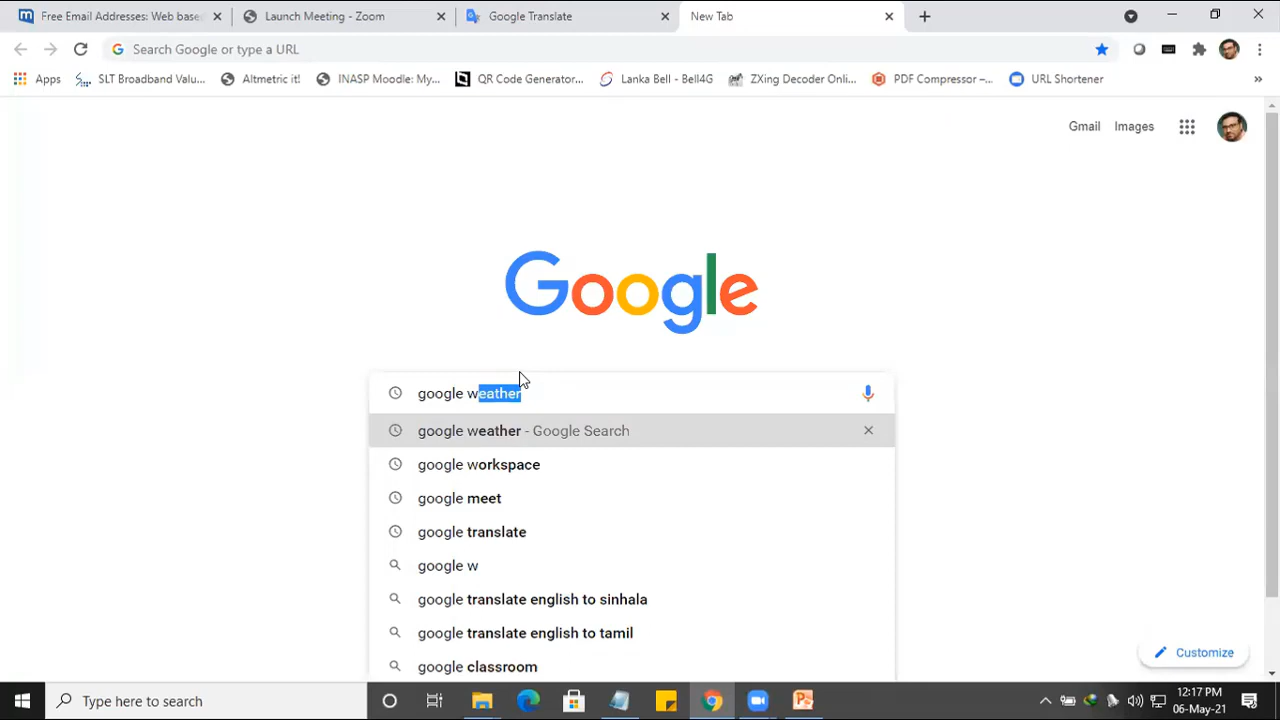 Free Email Addresses: Web base
Launch Meeting - Zoom
Google Translate
New Tab
Search Google or type a URL
Apps
SLT Broadband Valu...
Altmetric it!
INASP Moodle: My...
QR Code Generator...
Lanka Bell - Bell4G
ZXing Decoder Onli...
PDF Compressor –...
URL Shortener
»
Gmail
Images
Google
google weather
google weather - Google Search
google workspace
google meet
google translate
google w
google translate english to sinhala
google translate english to tamil
google classroom
Customize
Type here to search
12:17 PM
06-May-21